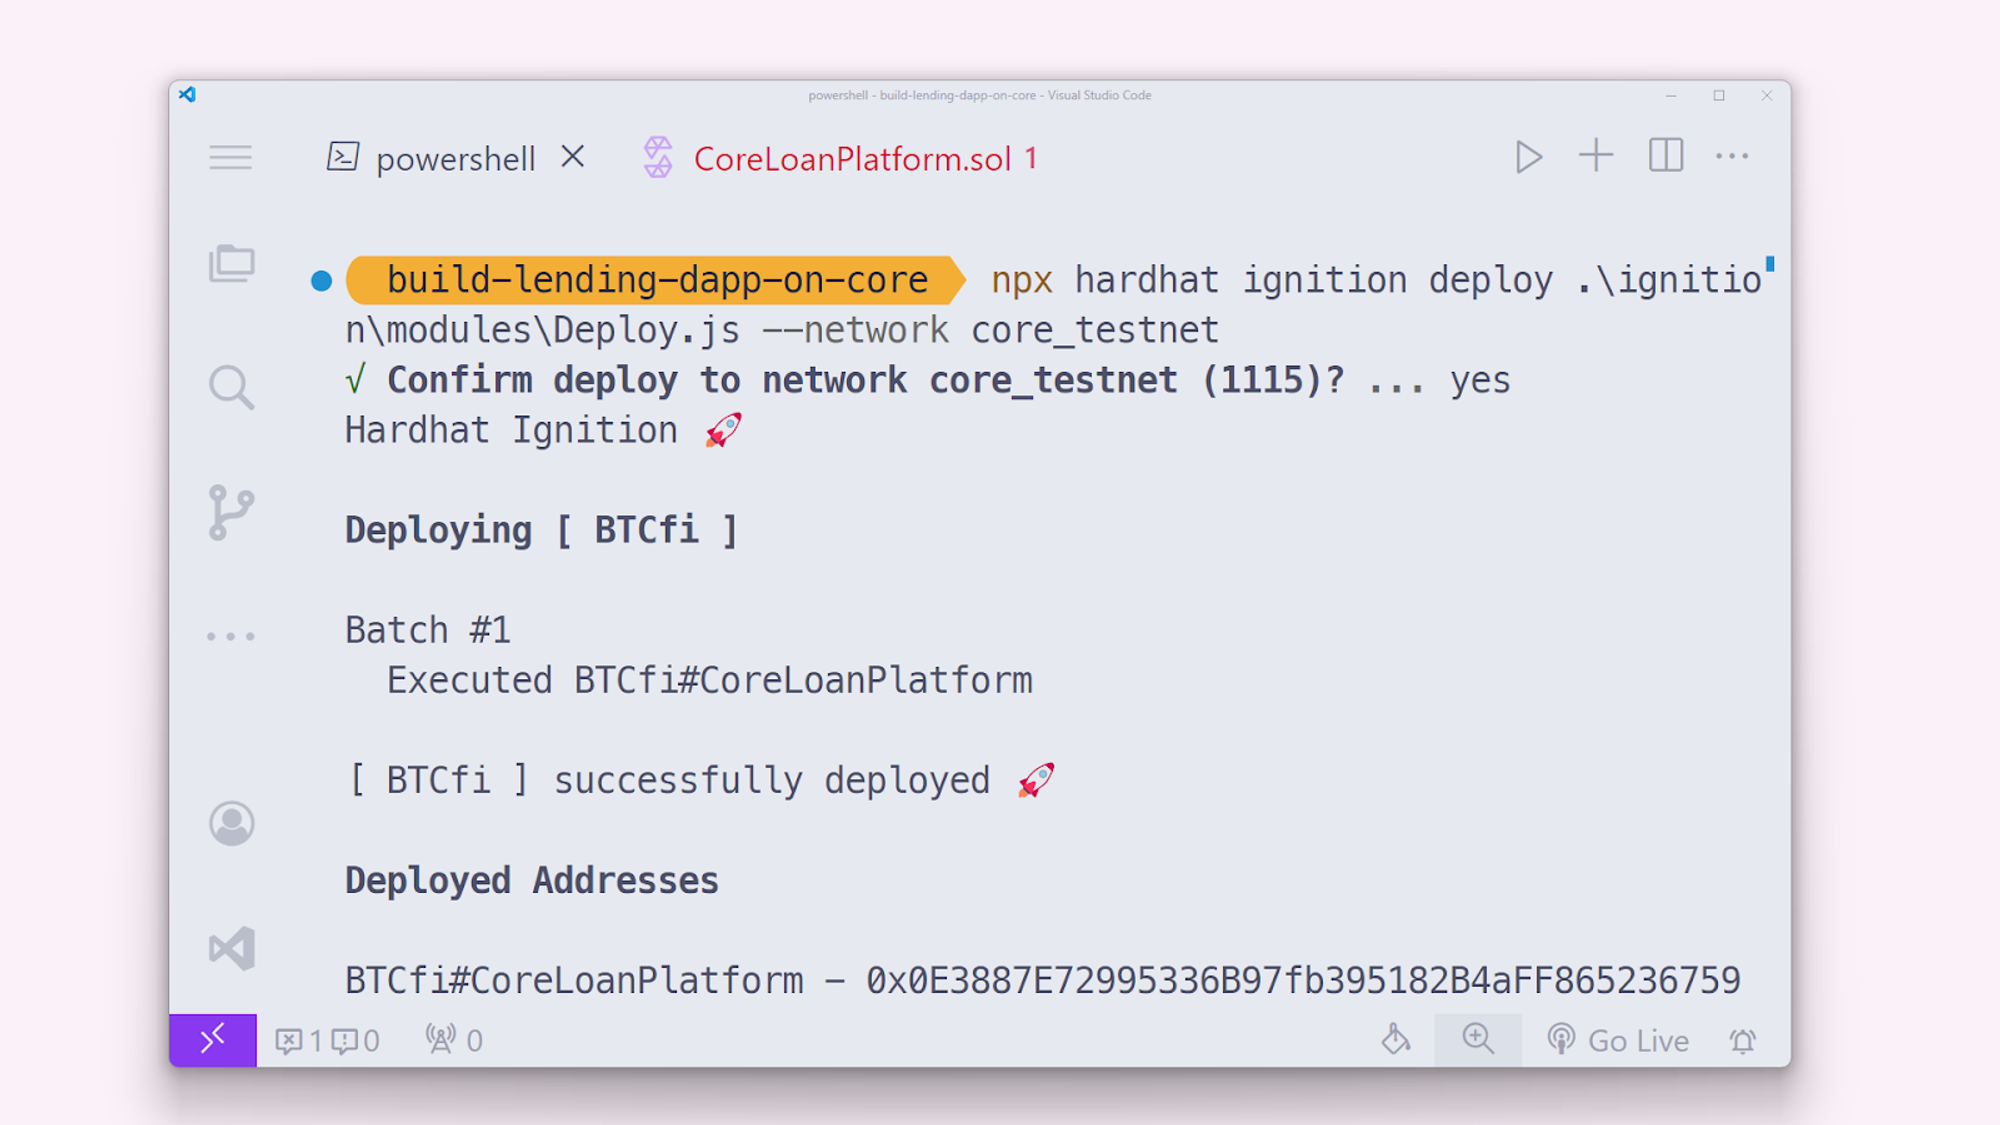 powershell - build-lending-dapp-on-core - Visual Studio Code
powershell
CoreLoanPlatform.sol 1
build-lending-dapp-on-core npx hardhat ignition deploy .\ignitio
n\modules\Deploy.js --network core_testnet
√ Confirm deploy to network core_testnet (1115)? ... yes
Hardhat Ignition 🚀
Deploying [ BTCfi ]
Batch #1
Executed BTCfi#CoreLoanPlatform
[ BTCfi ] successfully deployed 🚀
Deployed Addresses
BTCfi#CoreLoanPlatform - 0x0E3887E72995336B97fb395182B4aFF865236759
1 0 0 Go Live